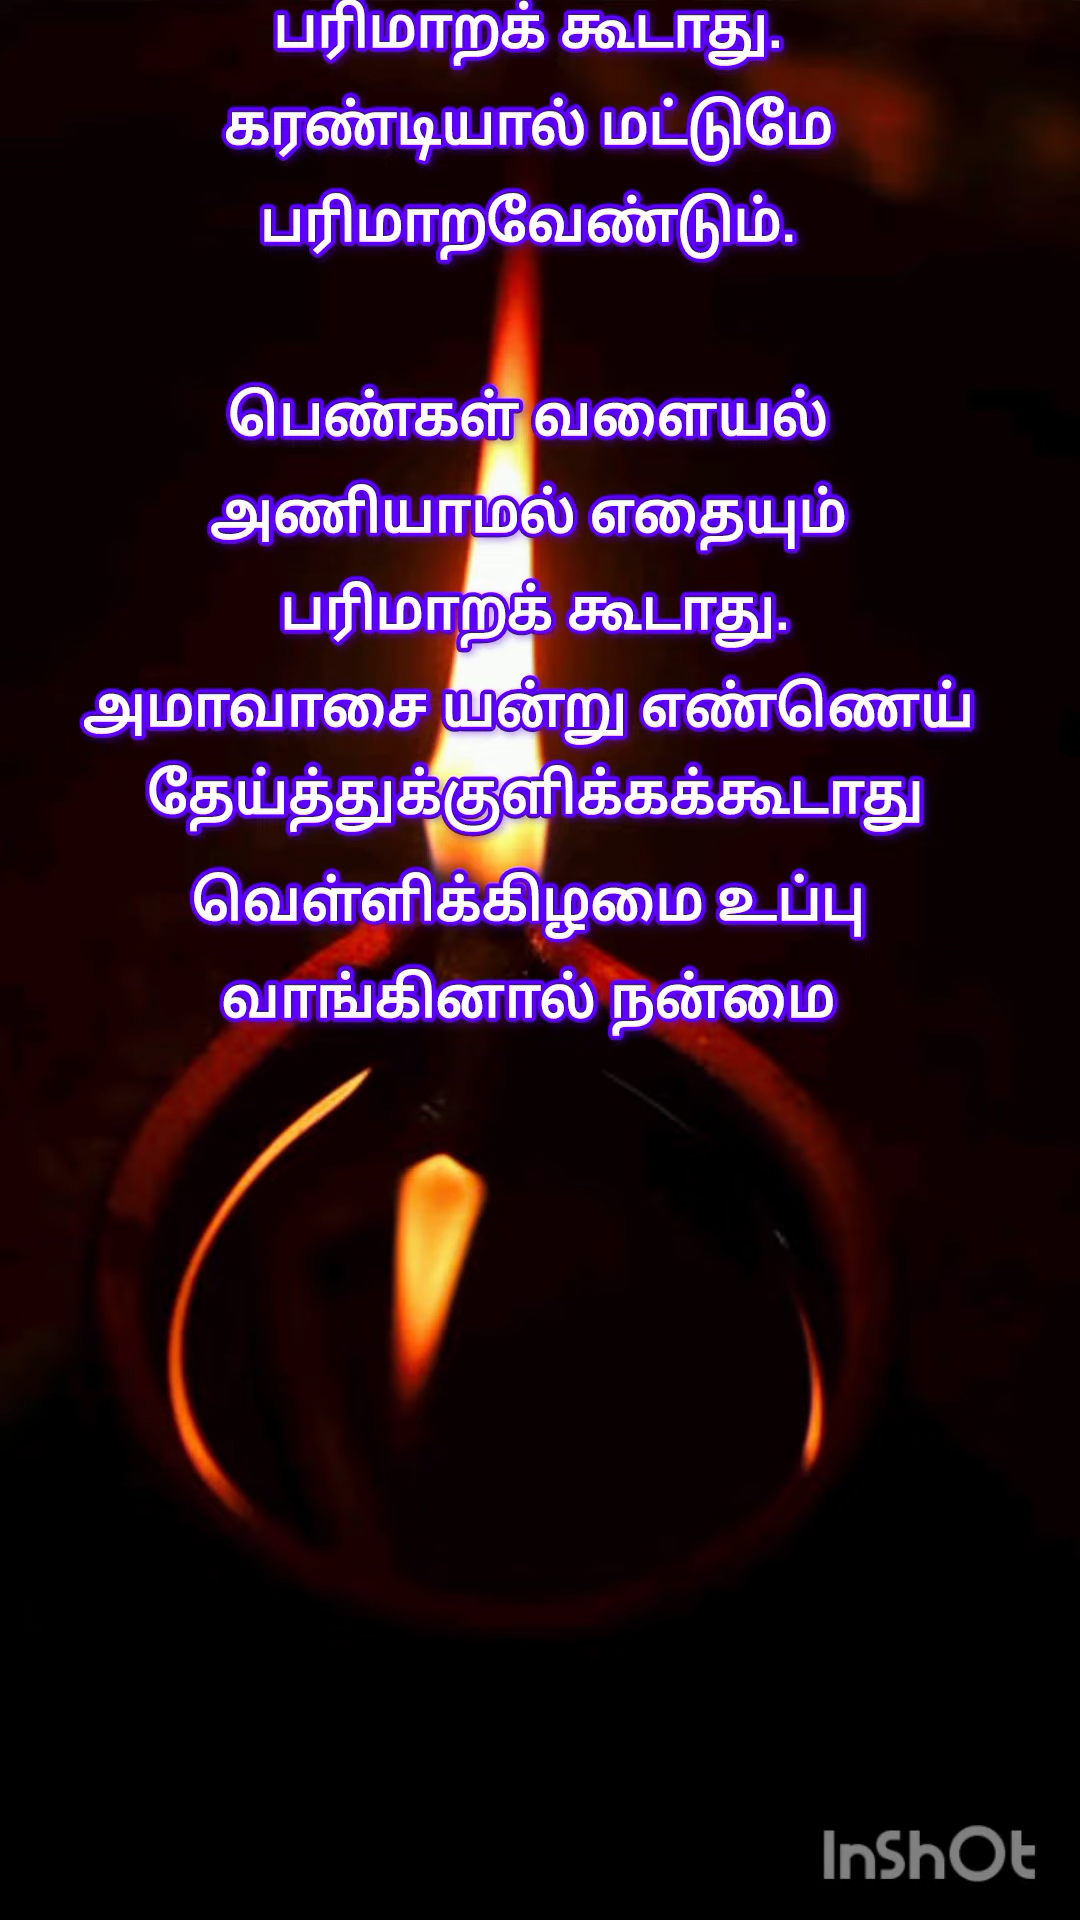 பரிமாறக் கூடாது.
கரண்டியால் மட்டுமே
பரிமாறவேண்டும்.
பெண்கள் வளையல்
அணியாமல் எதையும்
பரிமாறக் கூடாது.
அமாவாசை யன்று எண்ணெய்
தேய்த்துக்குளிக்கக்கூடாது
வெள்ளிக்கிழமை உப்பு
வாங்கினால் நன்மை
InShOt